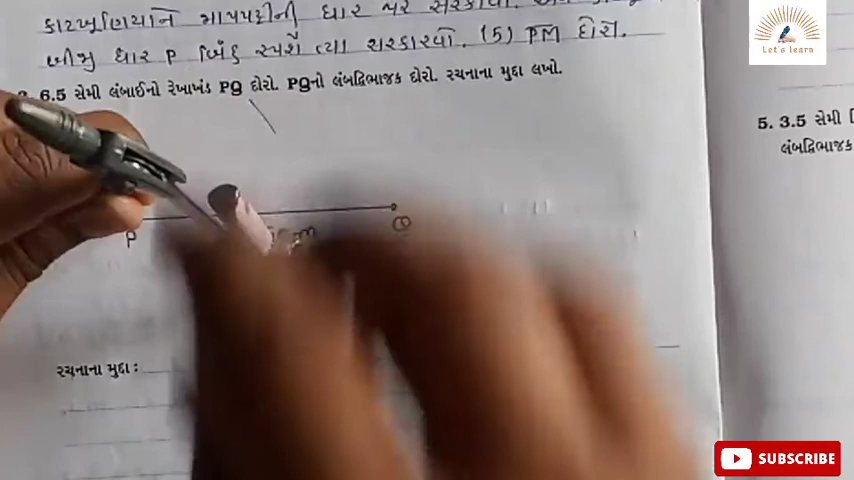 કાટખૂણિયાને માપપટ્ટીની ધાર પર સરકાવો.
બીજી ધાર P બિંદુ સ્પર્શે ત્યા સરકાવો. (5) PM દોરો.
6.5 સેમી લંબાઈનો રેખાખંડ PQ દોરો. PQનો લંબદ્વિભાજક દોરો. રચનાના મુદ્દા લખો.
P
Q
રચનાના મુદ્દા :
5. 3.5 સેમી
લંબદ્વિભાજક
Let's learn
SUBSCRIBE